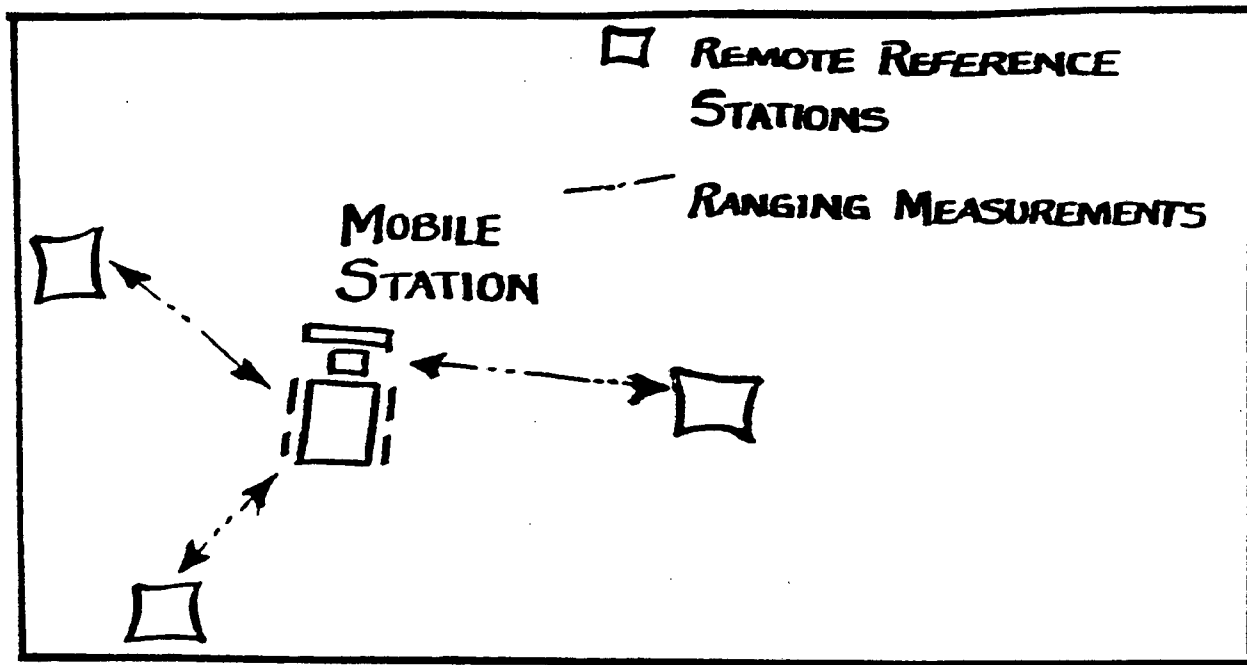 REMOTE REFERENCE
STATIONS
RANGING MEASUREMENTS
MOBILE
STATION